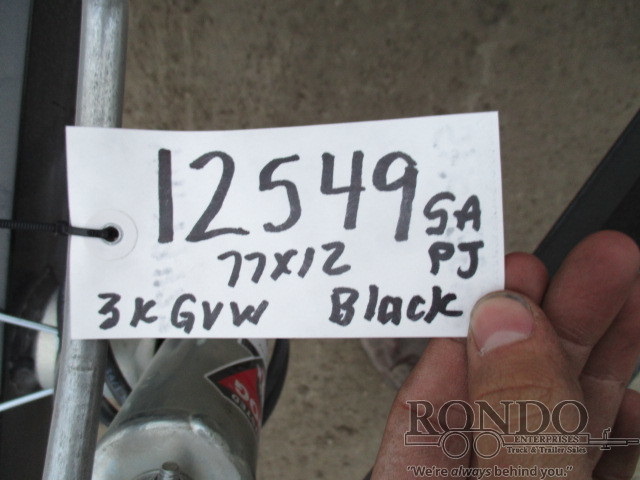 12549 SA
77x12 PJ
3K GVW Black
RONDO
ENTERPRISES
Truck & Trailer Sales
"We're always behind you."